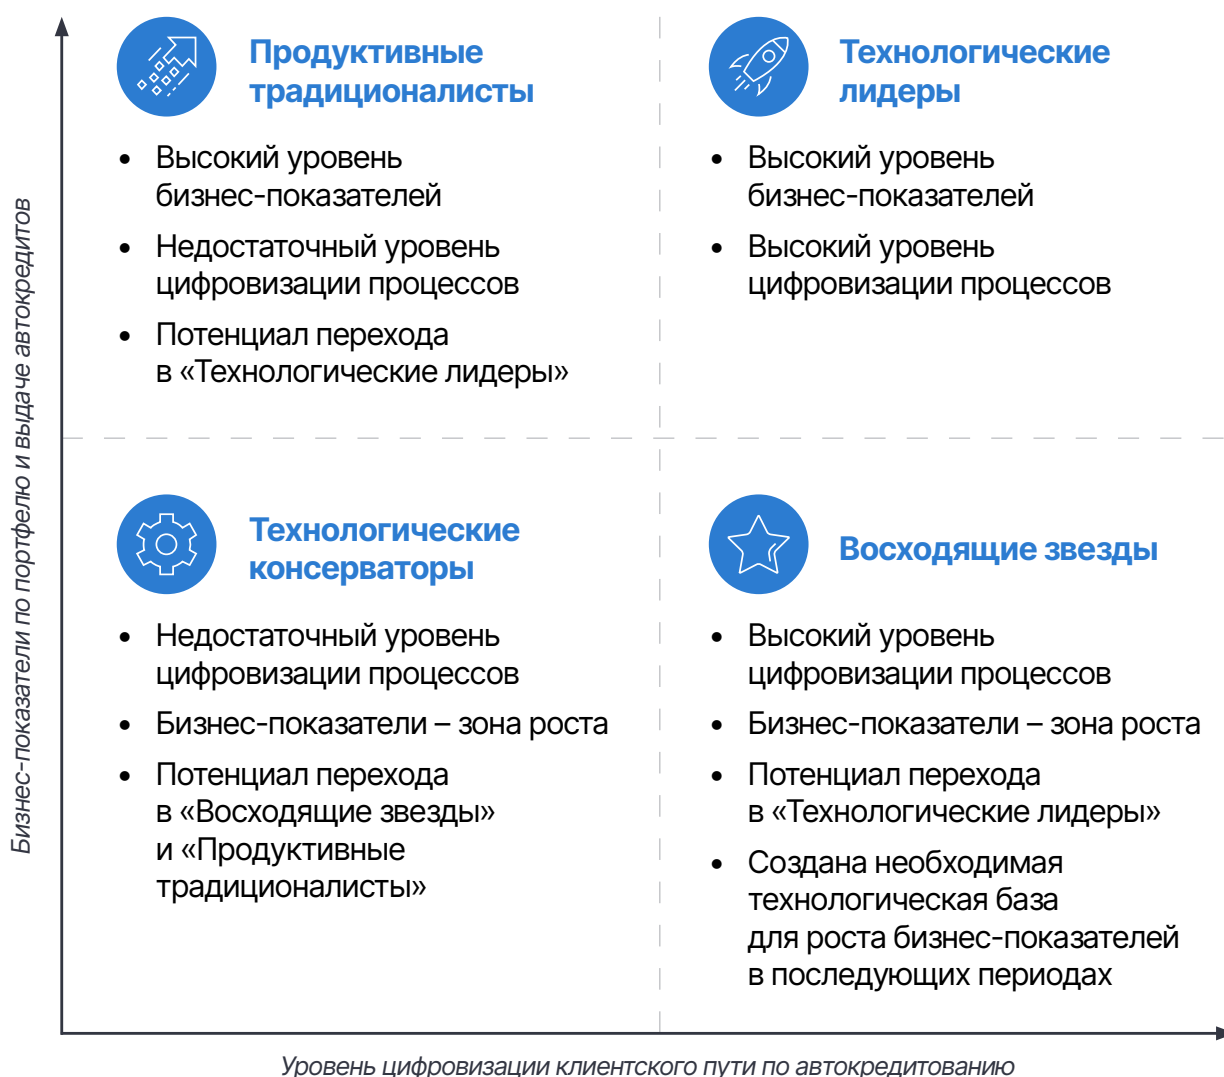 Бизнес-показатели по портфелю и выдаче автокредитов
Продуктивные
традиционалисты
• Высокий уровень
бизнес-показателей
• Недостаточный уровень
цифровизации процессов
• Потенциал перехода
в «Технологические лидеры»
Технологические
лидеры
• Высокий уровень
бизнес-показателей
• Высокий уровень
цифровизации процессов
Технологические
консерваторы
• Недостаточный уровень
цифровизации процессов
• Бизнес-показатели – зона роста
• Потенциал перехода
в «Восходящие звезды»
и «Продуктивные
традиционалисты»
Восходящие звезды
• Высокий уровень
цифровизации процессов
• Бизнес-показатели – зона роста
• Потенциал перехода
в «Технологические лидеры»
• Создана необходимая
технологическая база
для роста бизнес-показателей
в последующих периодах
Уровень цифровизации клиентского пути по автокредитованию